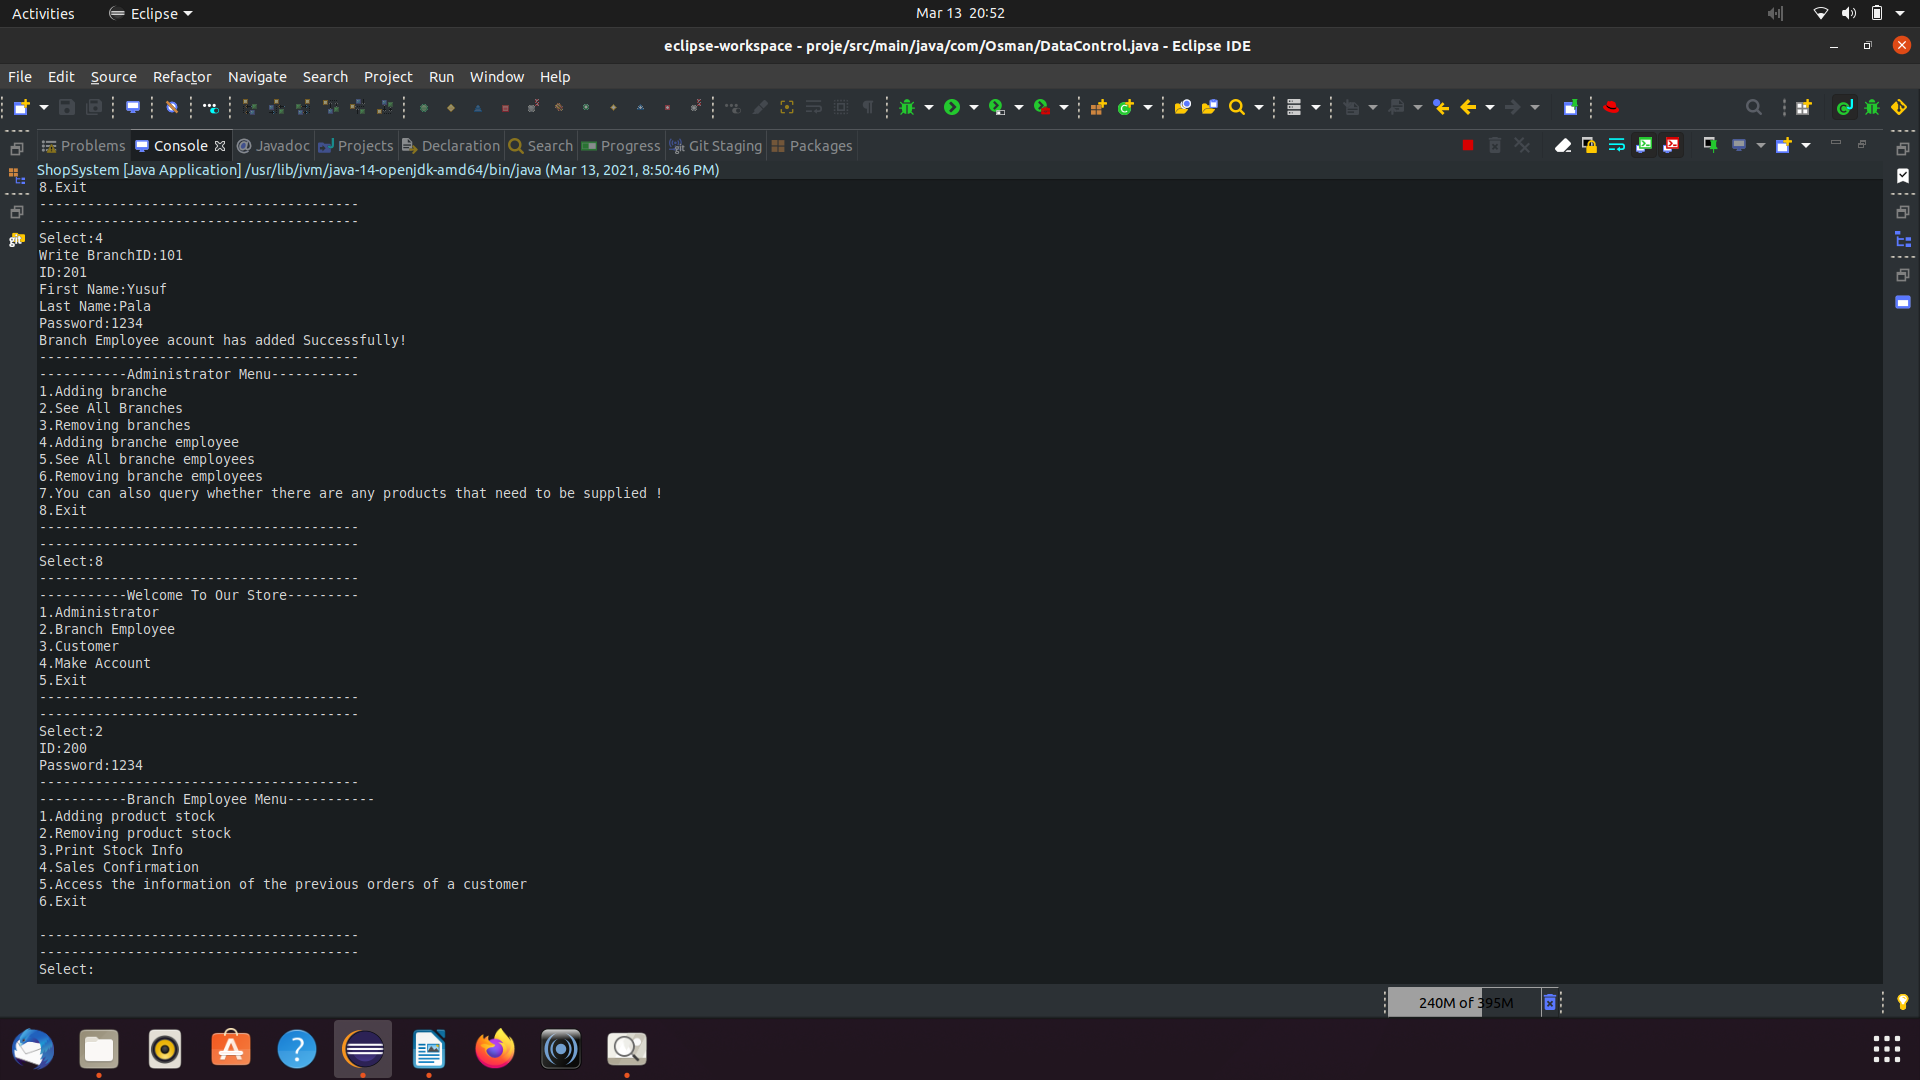 Activities Eclipse Mar 13 20:52
eclipse-workspace - proje/src/main/java/com/Osman/DataControl.java - Eclipse IDE
File Edit Source Refactor Navigate Search Project Run Window Help
Problems Console Javadoc Projects Declaration Search Progress Git Staging Packages
ShopSystem [Java Application] /usr/lib/jvm/java-14-openjdk-amd64/bin/java (Mar 13, 2021, 8:50:46 PM)
8.Exit
----------------------------------------
----------------------------------------
Select:4
Write BranchID:101
ID:201
First Name:Yusuf
Last Name:Pala
Password:1234
Branch Employee acount has added Successfully!
----------------------------------------
-----------Administrator Menu-----------
1.Adding branche
2.See All Branches
3.Removing branches
4.Adding branche employee
5.See All branche employees
6.Removing branche employees
7.You can also query whether there are any products that need to be supplied !
8.Exit
----------------------------------------
----------------------------------------
Select:8
----------------------------------------
-----------Welcome To Our Store---------
1.Administrator
2.Branch Employee
3.Customer
4.Make Account
5.Exit
----------------------------------------
----------------------------------------
Select:2
ID:200
Password:1234
----------------------------------------
-----------Branch Employee Menu-----------
1.Adding product stock
2.Removing product stock
3.Print Stock Info
4.Sales Confirmation
5.Access the information of the previous orders of a customer
6.Exit
----------------------------------------
----------------------------------------
Select:
240M of 395M